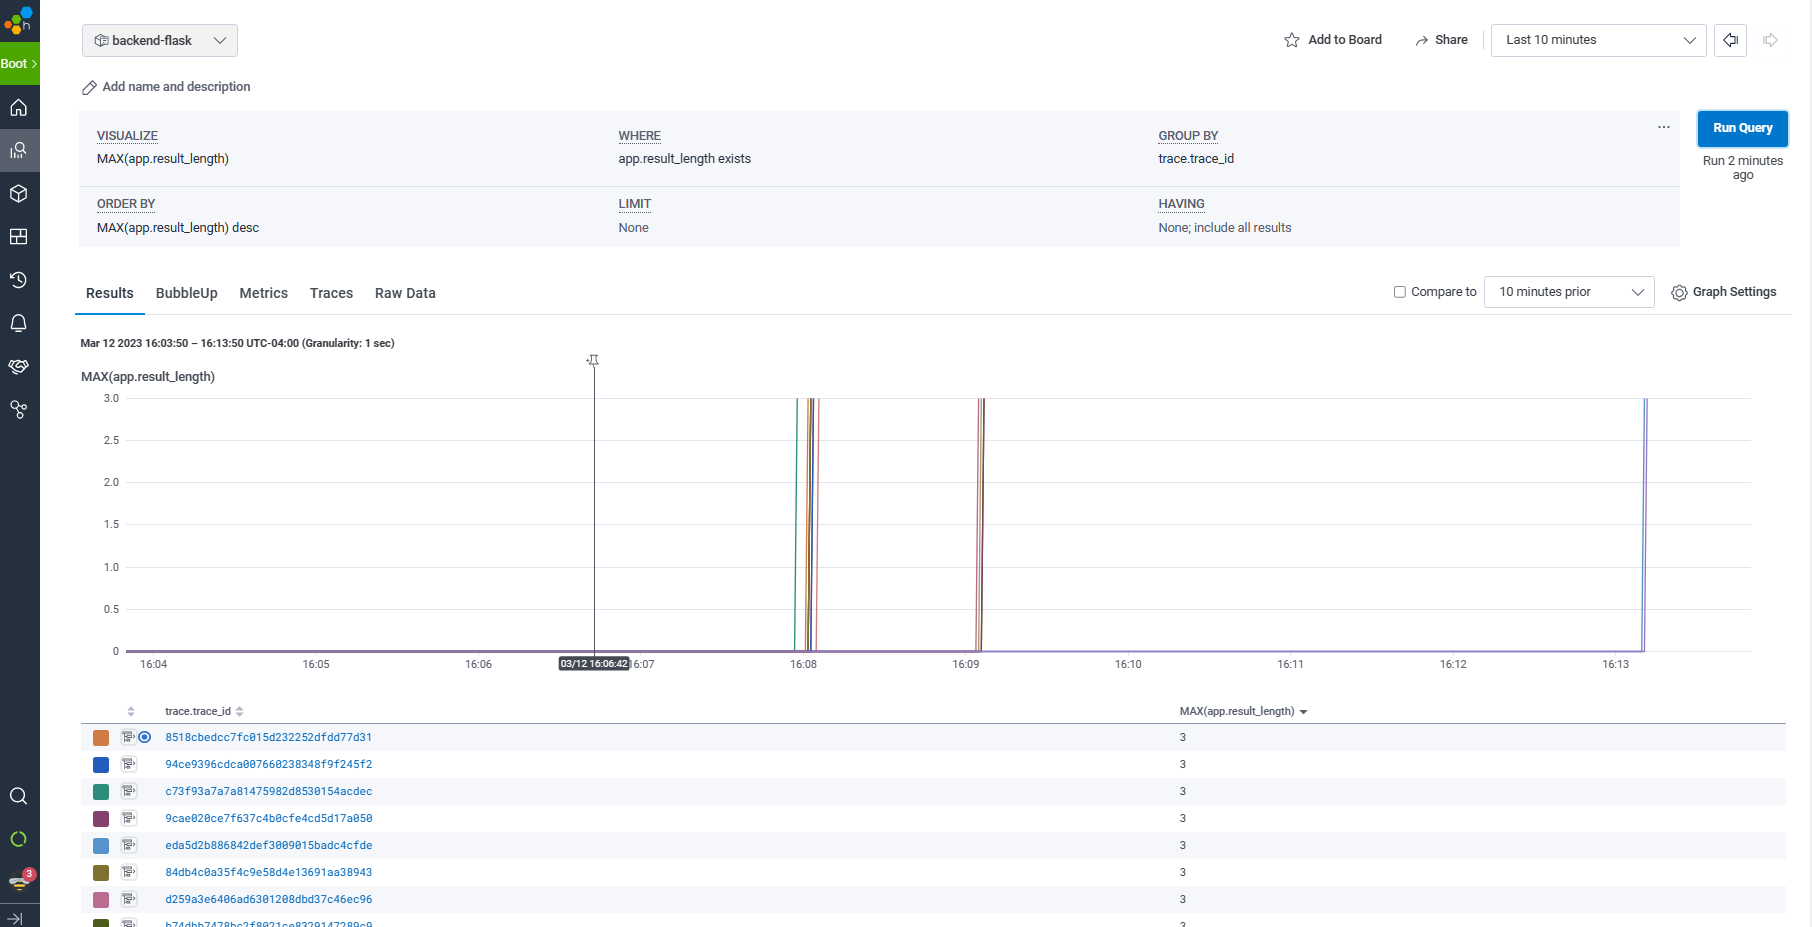 h
backend-flask
Add to Board
Share
Last 10 minutes
Boot >
Add name and description
VISUALIZE
WHERE
GROUP BY
...
Run Query
MAX(app.result_length)
app.result_length exists
trace.trace_id
Run 2 minutes
ago
ORDER BY
LIMIT
HAVING
MAX(app.result_length) desc
None
None; include all results
Results
BubbleUp
Metrics
Traces
Raw Data
Compare to
10 minutes prior
Graph Settings
Mar 12 2023 16:03:50 – 16:13:50 UTC-04:00 (Granularity: 1 sec)
MAX(app.result_length)
3.0
2.5
2.0
1.5
1.0
0.5
0
16:04
16:05
16:06
03/12 16:06:42
16:07
16:08
16:09
16:10
16:11
16:12
16:13
trace.trace_id
MAX(app.result_length)
8518cbedcc7fc015d232252dfdd77d31 3
94ce9396cdca007660238348f9f245f2 3
c73f93a7a7a81475982d8530154acdec 3
9cae020ce7f637c4b0cfe4cd5d17a050 3
eda5d2b886842def3009015badc4cfde 3
84db4c0a35f4c9e58d4e13691aa38943 3
3
d259a3e6406ad6301208dbd37c46ec96 3
b74dbb7478bc2f8021ce8329147289c9 3